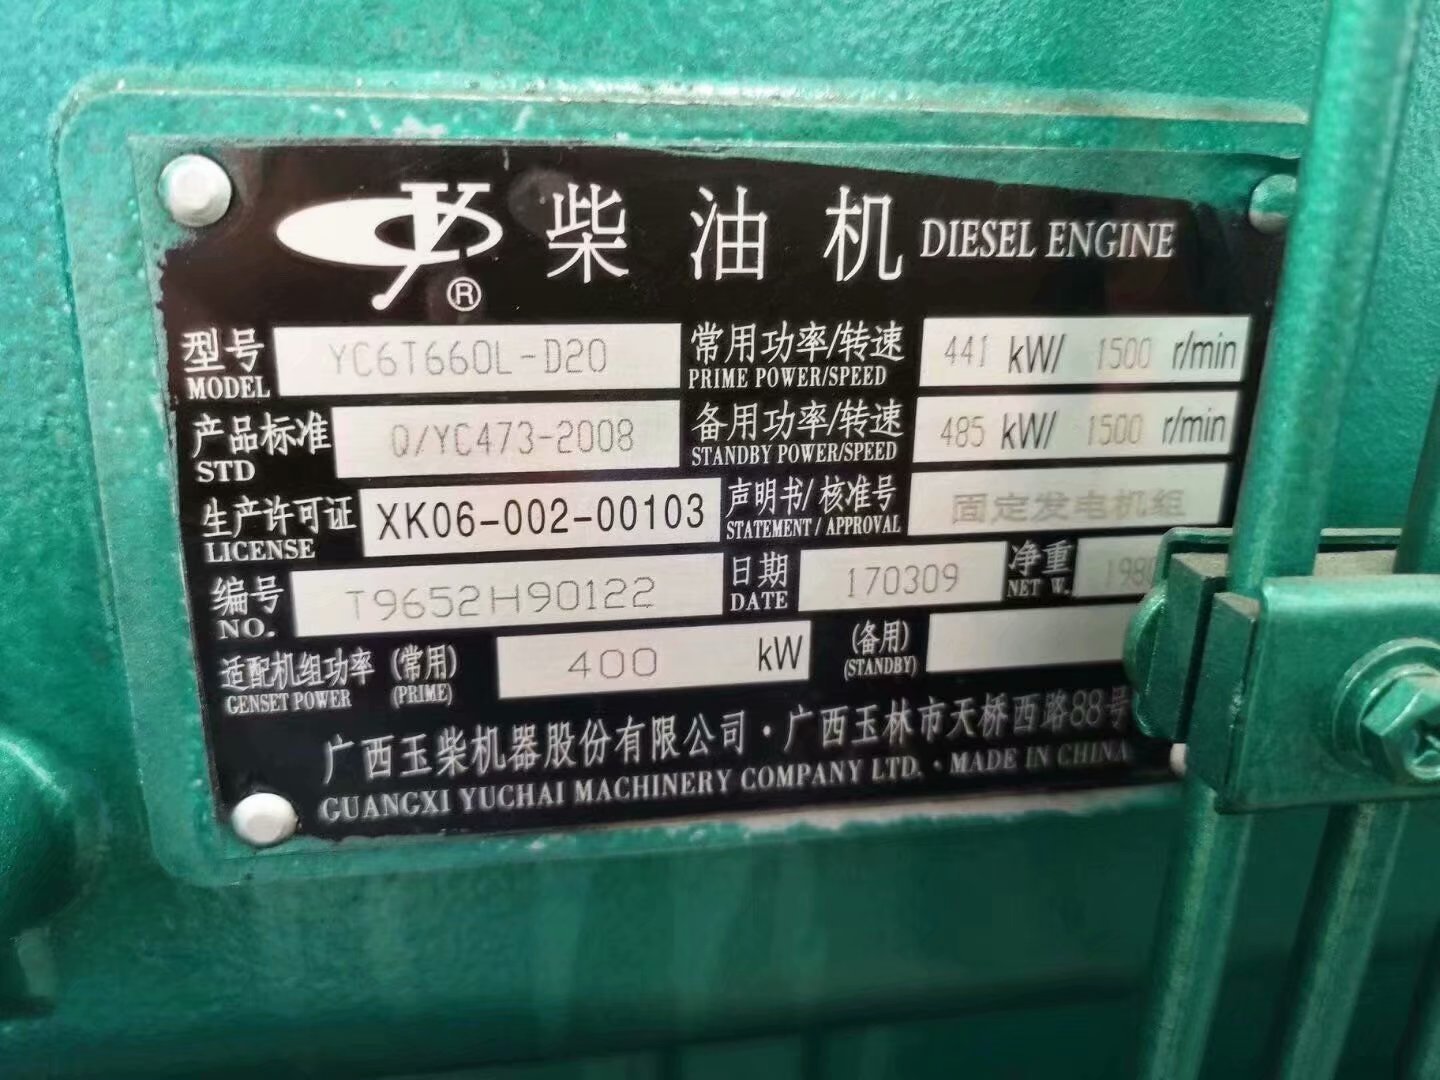 Y ® 柴油机 DIESEL ENGINE
型号 YC6T660L-D20 常用功率/转速 441 kW/ 1500 r/min
MODEL PRIME POWER/SPEED
产品标准 Q/YC473-2008 备用功率/转速 485 kW/ 1500 r/min
STD STANDBY POWER/SPEED
生产许可证 XK06-002-00103 声明书/核准号 固定发电机组
LICENSE STATEMENT / APPROVAL
编号 T9652H90122 日期 170309 净重
NO. DATE NET W.
适配机组功率 (常用) 400 kW (备用)
GENSET POWER (PRIME) (STANDBY)
广西玉柴机器股份有限公司·广西玉林市天桥西路88号
GUANGXI YUCHAI MACHINERY COMPANY LTD. · MADE IN CHINA